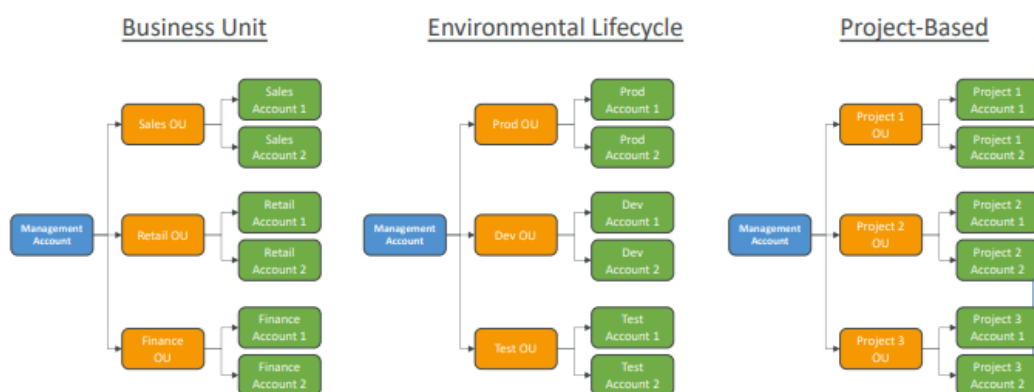 Business Unit
Environmental Lifecycle
Project-Based
Management
Account
Sales OU
Sales
Account 1
Sales
Account 2
Retail OU
Retail
Account 1
Retail
Account 2
Finance
OU
Finance
Account 1
Finance
Account 2
Management
Account
Prod OU
Prod
Account 1
Prod
Account 2
Dev OU
Dev
Account 1
Dev
Account 2
Test OU
Test
Account 1
Test
Account 2
Management
Account
Project 1
OU
Project 1
Account 1
Project 1
Account 2
Project 2
OU
Project 2
Account 1
Project 2
Account 2
Project 3
OU
Project 3
Account 1
Project 3
Account 2